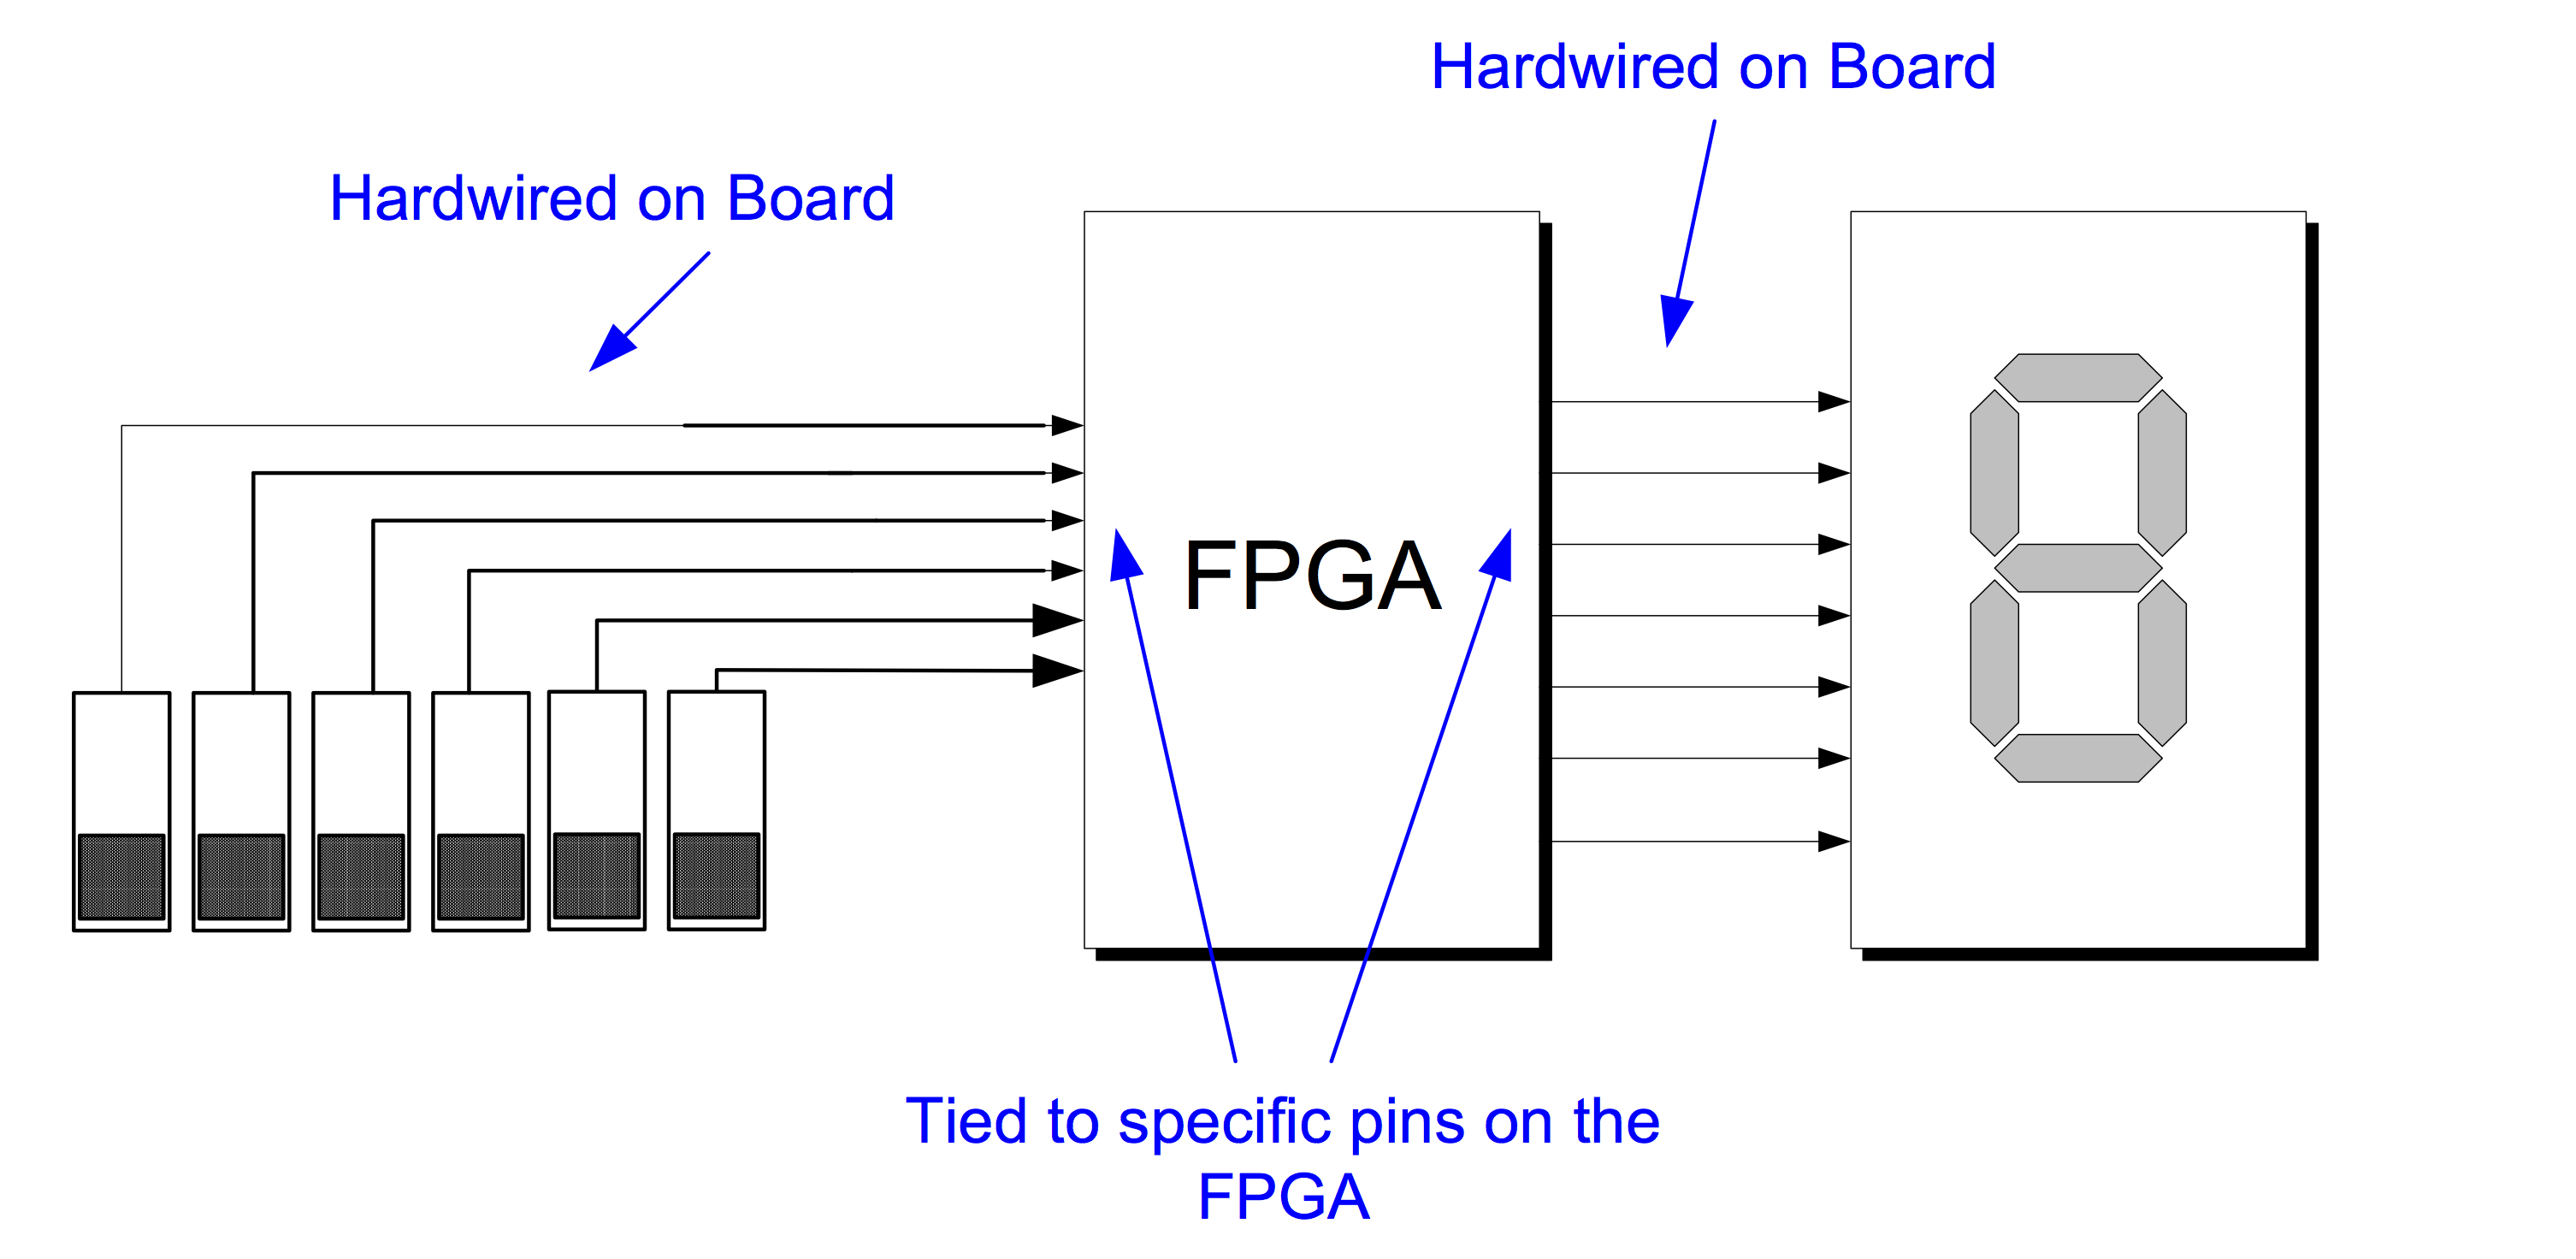 Hardwired on Board
Hardwired on Board
FPGA
Tied to specific pins on the
FPGA